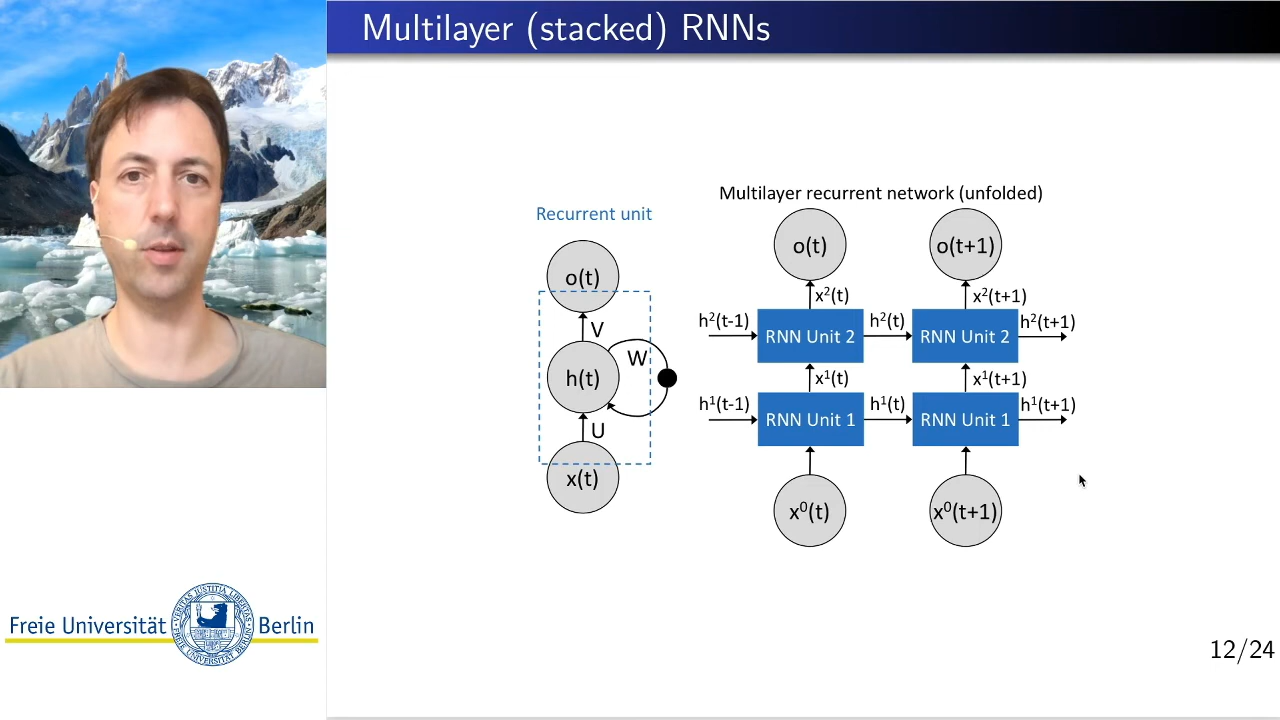 Multilayer (stacked) RNNs
Recurrent unit
o(t)
V
W
h(t)
U
x(t)
Multilayer recurrent network (unfolded)
o(t) o(t+1)
x²(t) x²(t+1)
h²(t-1) RNN Unit 2 h²(t) RNN Unit 2 h²(t+1)
x¹(t) x¹(t+1)
h¹(t-1) RNN Unit 1 h¹(t) RNN Unit 1 h¹(t+1)
x⁰(t) x⁰(t+1)
Freie Universität Berlin
12/24